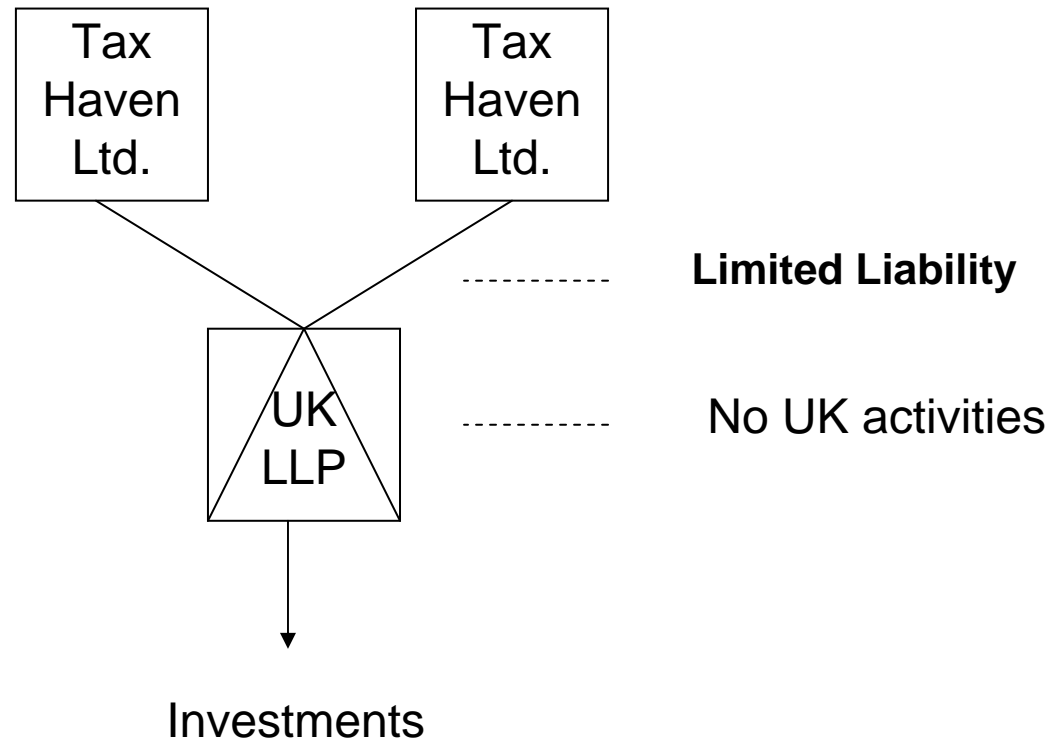 Tax
Haven
Ltd.
Tax
Haven
Ltd.
Limited Liability
UK
LLP
No UK activities
Investments